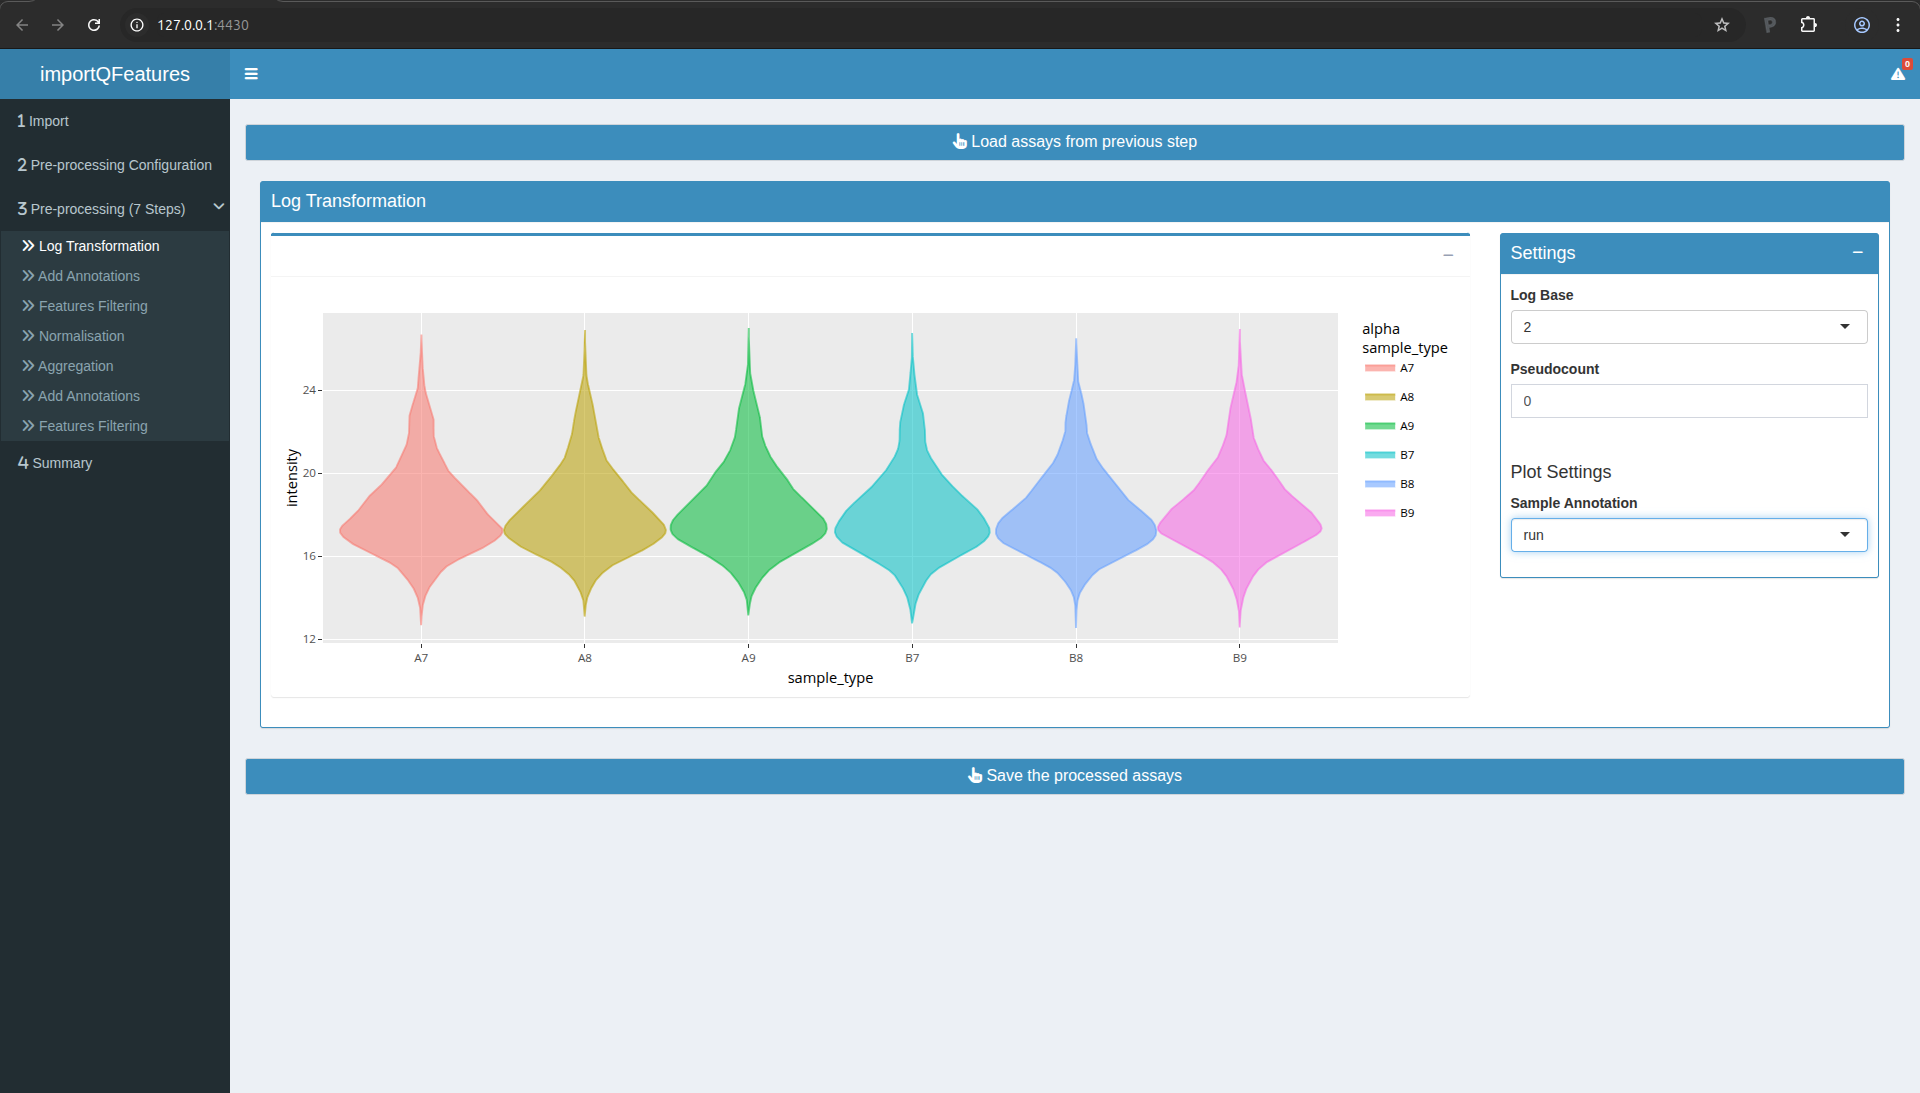 127.0.0.1:4430
importQFeatures
0
1 Import
2 Pre-processing Configuration
3 Pre-processing (7 Steps)
Log Transformation
Add Annotations
Features Filtering
Normalisation
Aggregation
Add Annotations
Features Filtering
4 Summary
Load assays from previous step
Log Transformation
intensity
24
20
16
12
A7
A8
A9
B7
B8
B9
sample_type
alpha
sample_type
A7
A8
A9
B7
B8
B9
Settings
Log Base
2
Pseudocount
0
Plot Settings
Sample Annotation
run
Save the processed assays